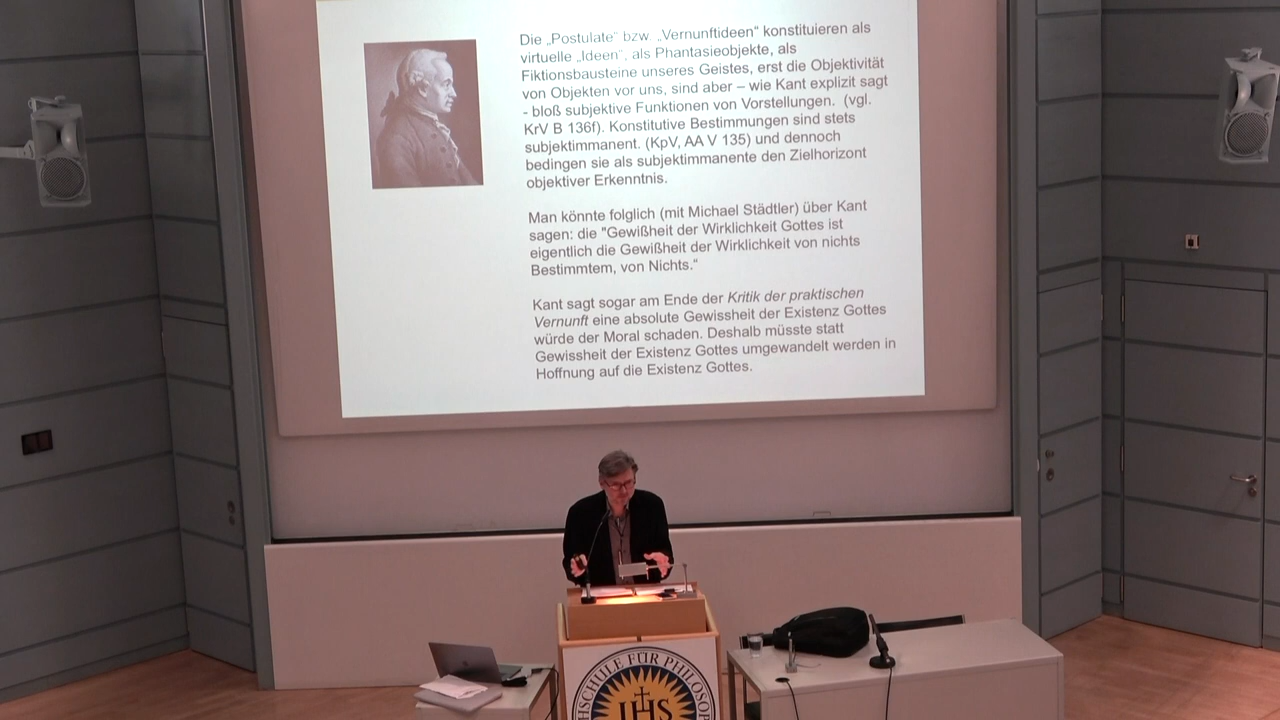 Die „Postulate“ bzw. „Vernunftideen“ konstituieren als
virtuelle „Ideen“, als Phantasieobjekte, als
Fiktionsbausteine unseres Geistes, erst die Objektivität
von Objekten vor uns, sind aber – wie Kant explizit sagt
- bloß subjektive Funktionen von Vorstellungen. (vgl.
KrV B 136f). Konstitutive Bestimmungen sind stets
subjektimmanent. (KpV, AA V 135) und dennoch
bedingen sie als subjektimmanente den Zielhorizont
objektiver Erkenntnis.
Man könnte folglich (mit Michael Städtler) über Kant
sagen: die "Gewißheit der Wirklichkeit Gottes ist
eigentlich die Gewißheit der Wirklichkeit von nichts
Bestimmtem, von Nichts.“
Kant sagt sogar am Ende der Kritik der praktischen
Vernunft eine absolute Gewissheit der Existenz Gottes
würde der Moral schaden. Deshalb müsste statt
Gewissheit der Existenz Gottes umgewandelt werden in
Hoffnung auf die Existenz Gottes.
HSCHULE FÜR PHILOSOP
IHS